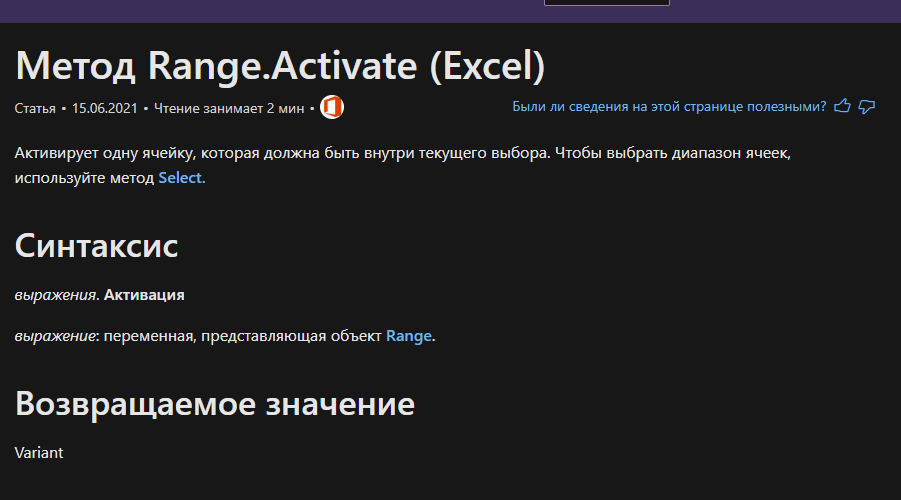 Метод Range.Activate (Excel)
Статья • 15.06.2021 • Чтение занимает 2 мин •
Были ли сведения на этой странице полезными?
Активирует одну ячейку, которая должна быть внутри текущего выбора. Чтобы выбрать диапазон ячеек,
используйте метод Select.
Синтаксис
выражения. Активация
выражение: переменная, представляющая объект Range.
Возвращаемое значение
Variant